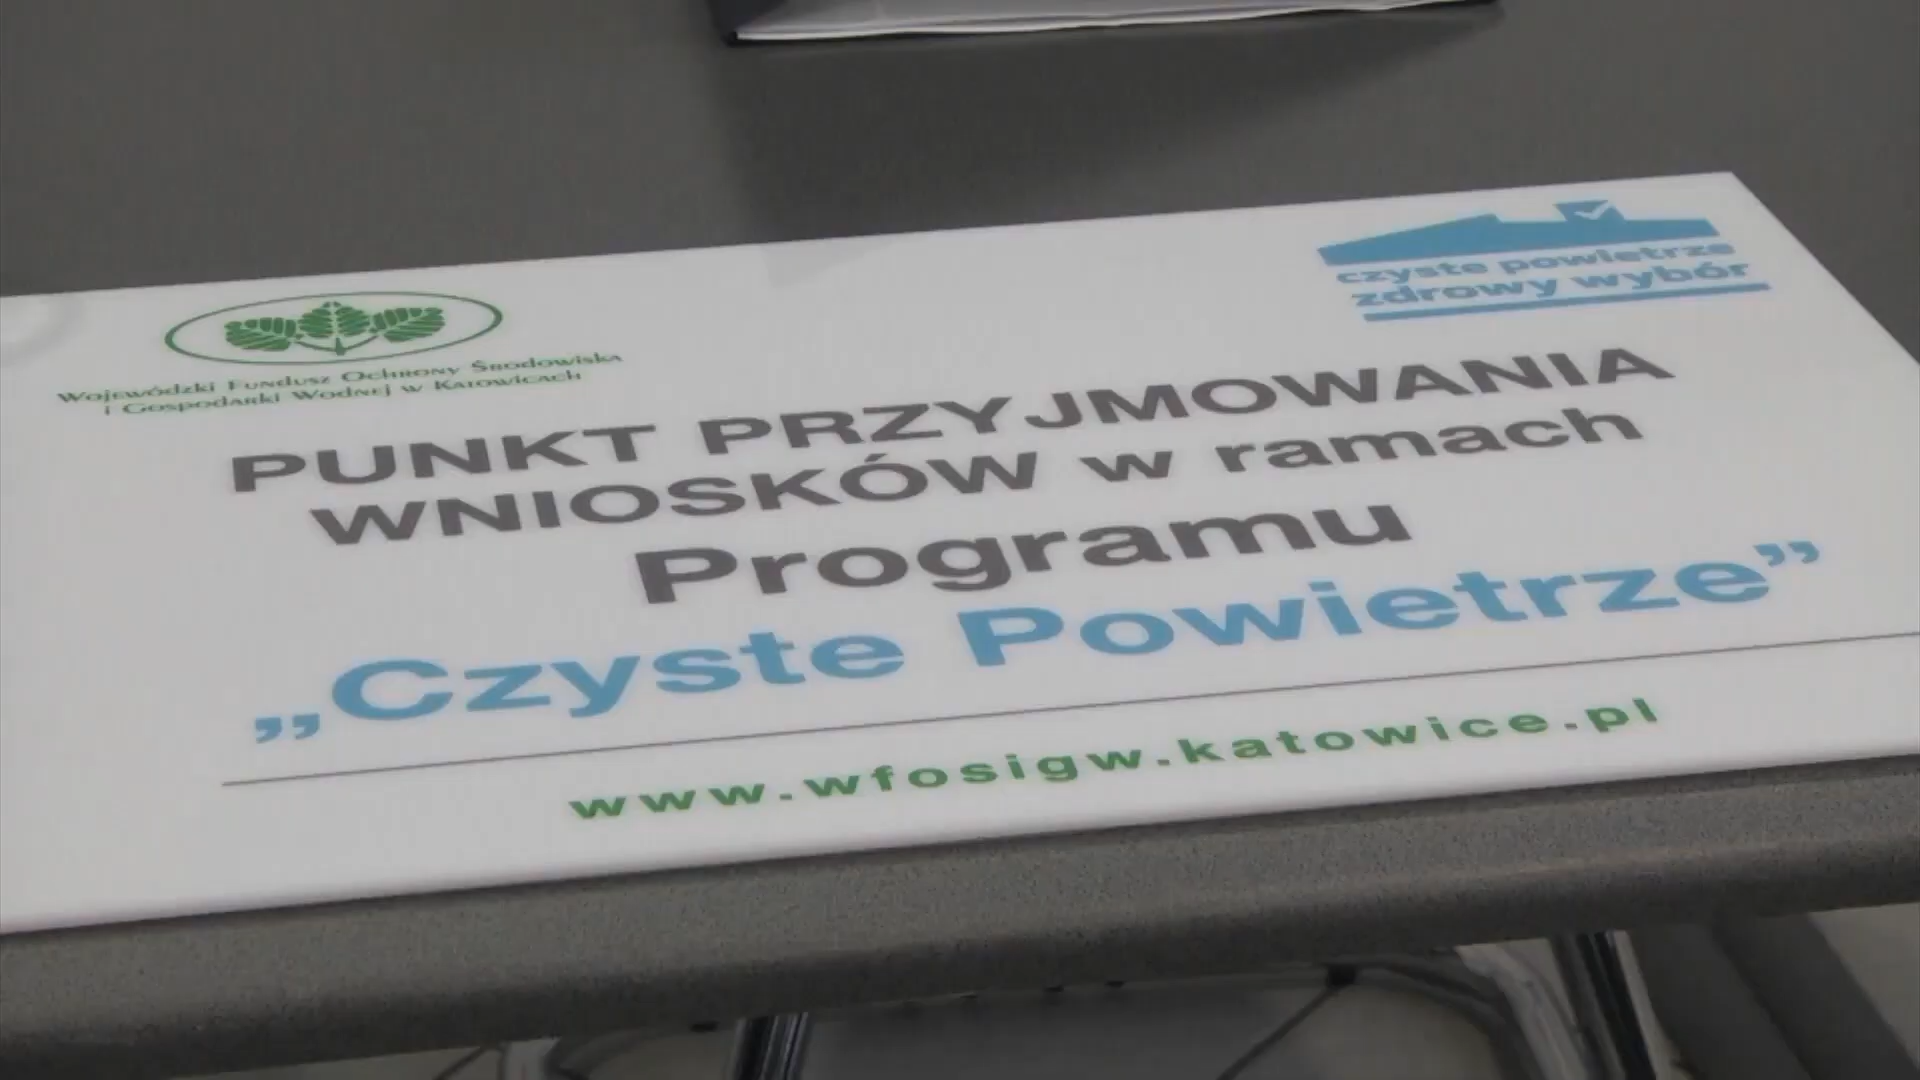 Wojewódzki Fundusz Ochrony Środowiska
i Gospodarki Wodnej w Katowicach
czyste powietrze
zdrowy wybór
PUNKT PRZYJMOWANIA
WNIOSKÓW w ramach
Programu
„Czyste Powietrze”
www.wfosigw.katowice.pl